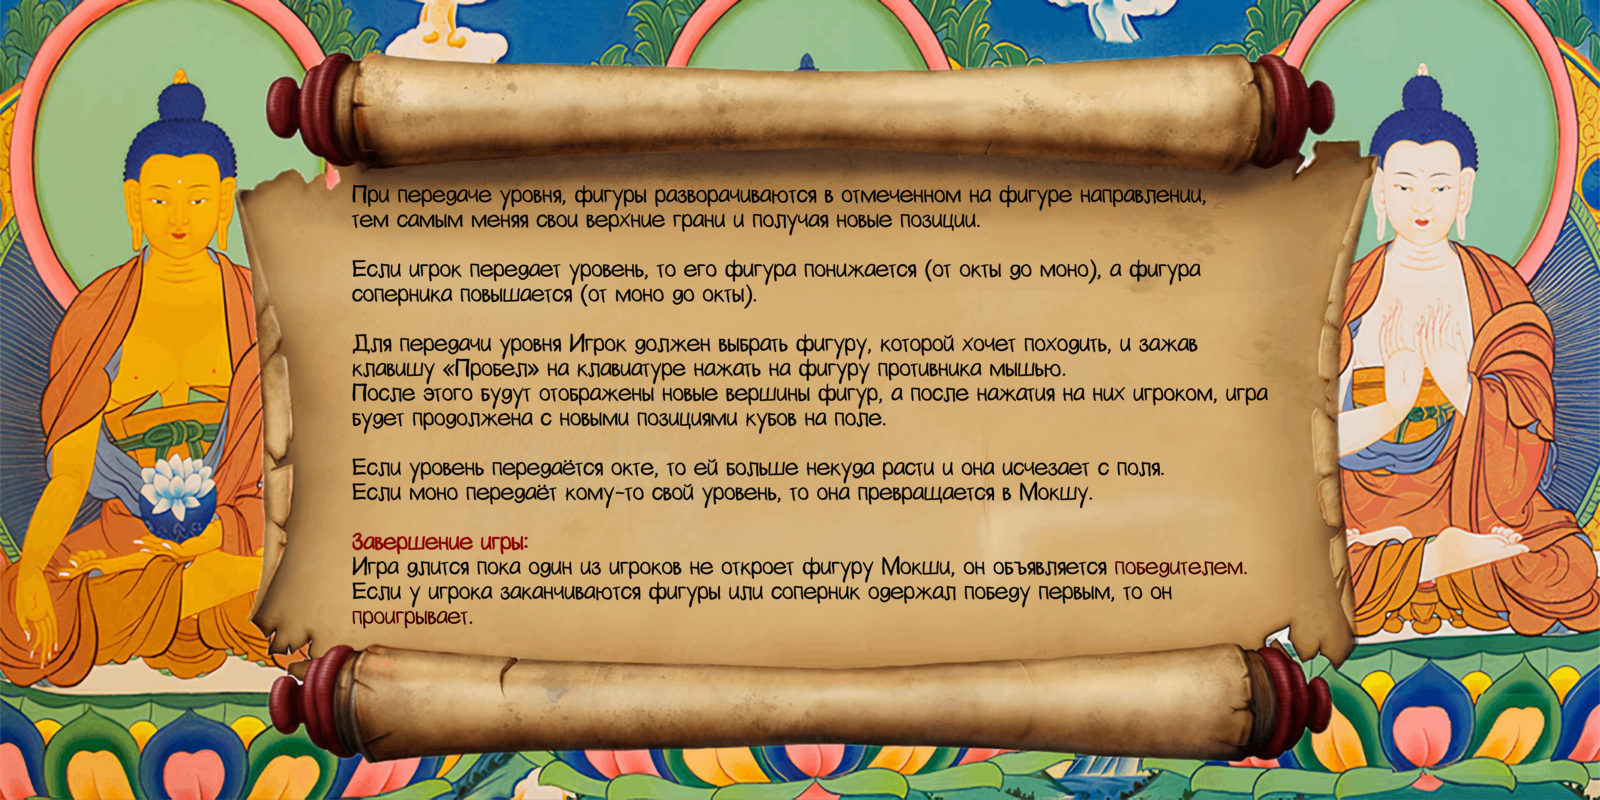 При передаче уровня, фигуры разворачиваются в отмеченном на фигуре направлении,
тем самым меняя свои верхние грани и получая новые позиции.
Если игрок передает уровень, то его фигура понижается (от окты до моно), а фигура
соперника повышается (от моно до окты).
Для передачи уровня Игрок должен выбрать фигуру, которой хочет походить, и зажав
клавишу «Пробел» на клавиатуре нажать на фигуру противника мышью.
После этого будут отображены новые вершины фигур, а после нажатия на них игроком, игра
будет продолжена с новыми позициями кубов на поле.
Если уровень передаётся окте, то ей больше некуда расти и она исчезает с поля.
Если моно передаёт кому-то свой уровень, то она превращается в Мокшу.
Завершение игры:
Игра длится пока один из игроков не откроет фигуру Мокши, он объявляется победителем.
Если у игрока заканчиваются фигуры или соперник одержал победу первым, то он
проигрывает.